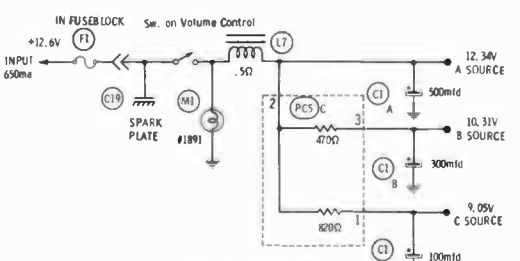 IN FUSEBLOCK
Sw. on Volume Control
+12.6V
F1
L7
INPUT
650ma
.5Ω
12.34V
A SOURCE
C19
M1
2
PC5 C
C1
A
500mfd
SPARK
PLATE
#1891
3
470Ω
10.31V
B SOURCE
C1
B
300mfd
1
820Ω
9.05V
C SOURCE
C1
100mfd